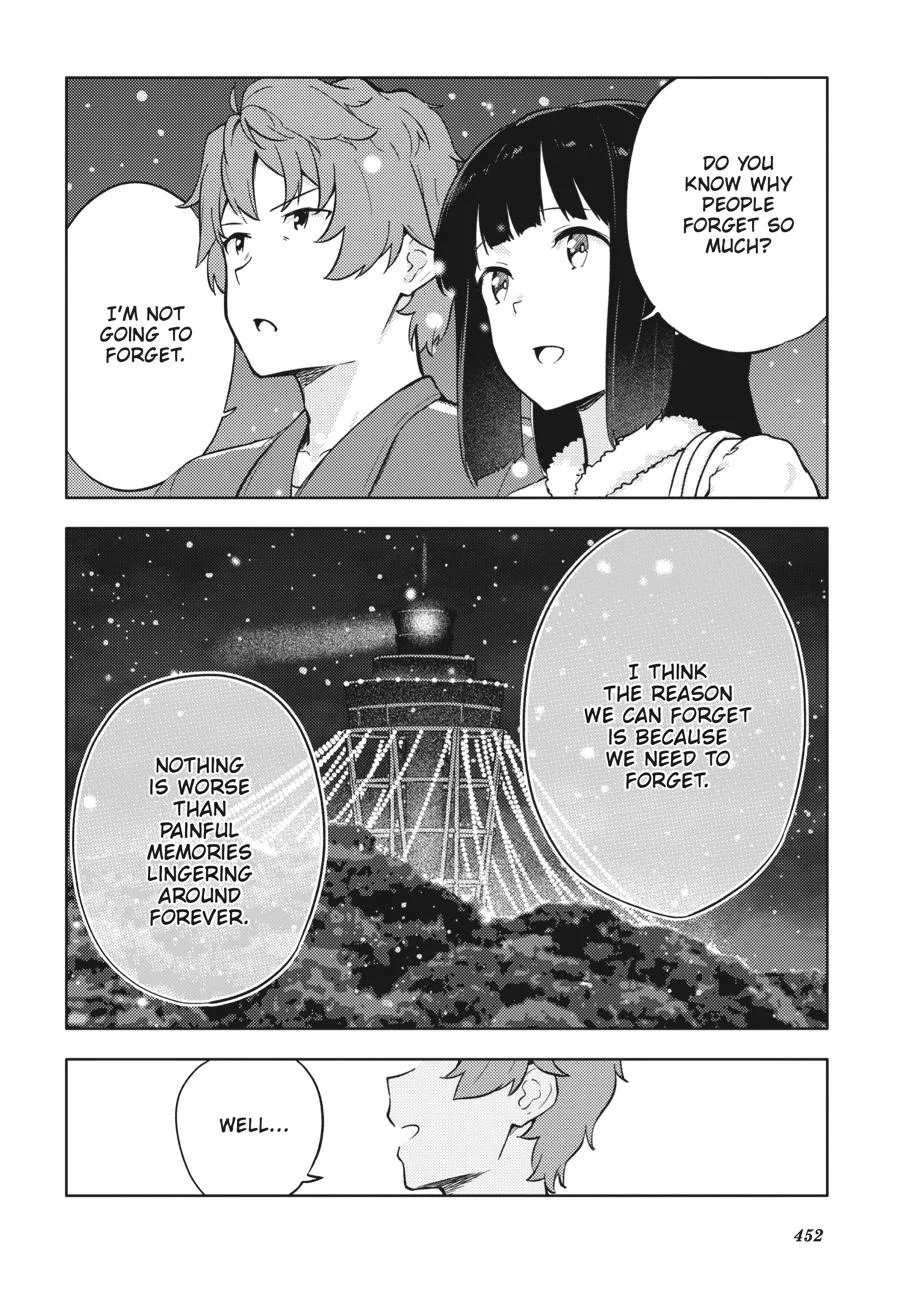 DO YOU
KNOW WHY
PEOPLE
FORGET SO
MUCH?
I'M NOT
GOING TO
FORGET.
I THINK
THE REASON
WE CAN FORGET
IS BECAUSE
WE NEED TO
FORGET.
NOTHING
IS WORSE
THAN
PAINFUL
MEMORIES
LINGERING
AROUND
FOREVER.
WELL...
452